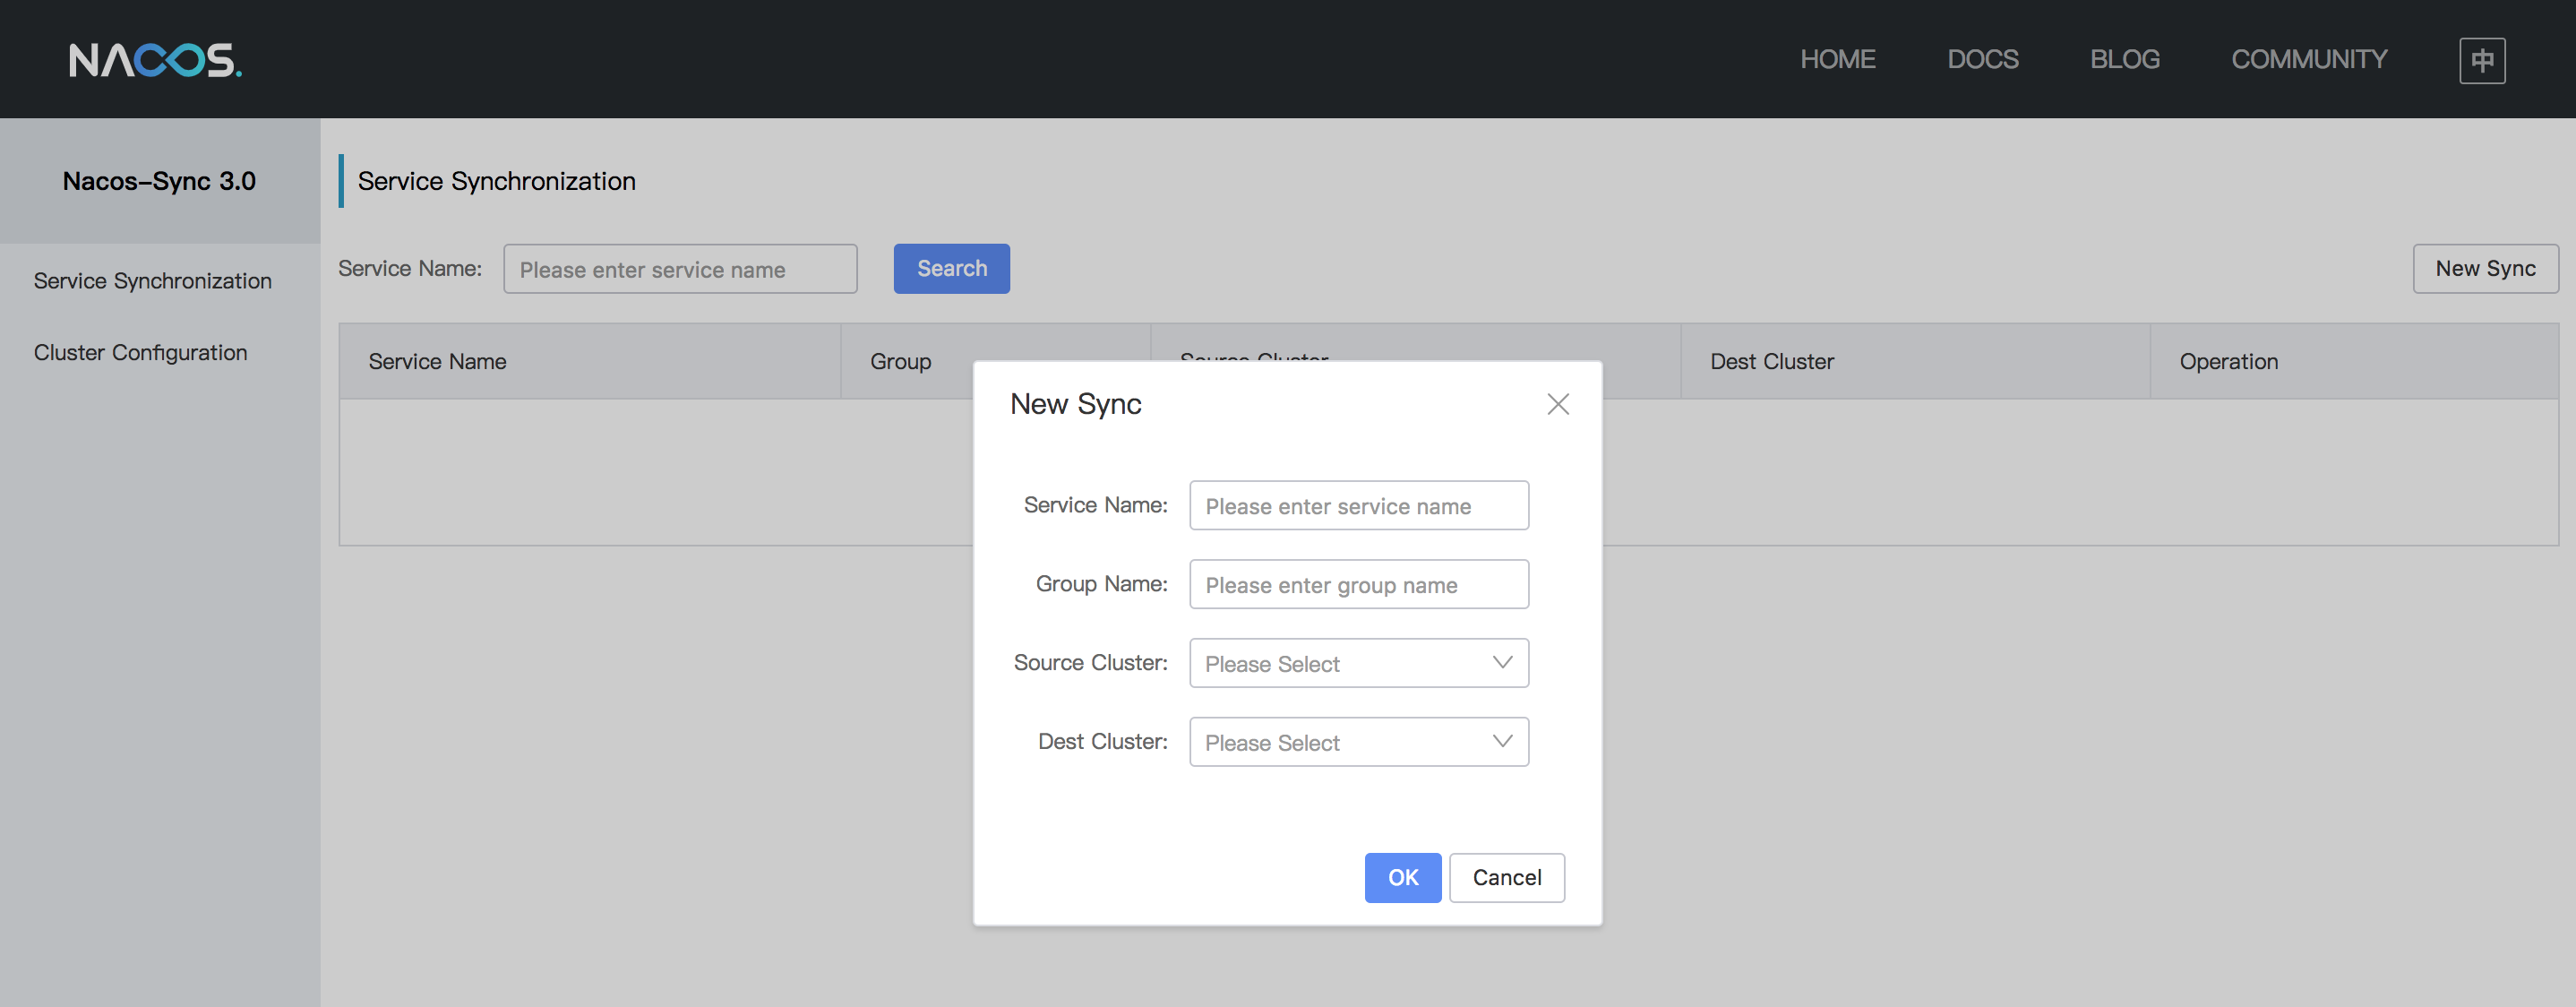 NACOS.
HOME DOCS BLOG COMMUNITY 中
Nacos-Sync 3.0
Service Synchronization
Cluster Configuration
Service Synchronization
Service Name: Please enter service name Search New Sync
Service Name Group Source Cluster Dest Cluster Operation
New Sync
Service Name: Please enter service name
Group Name: Please enter group name
Source Cluster: Please Select
Dest Cluster: Please Select
OK Cancel